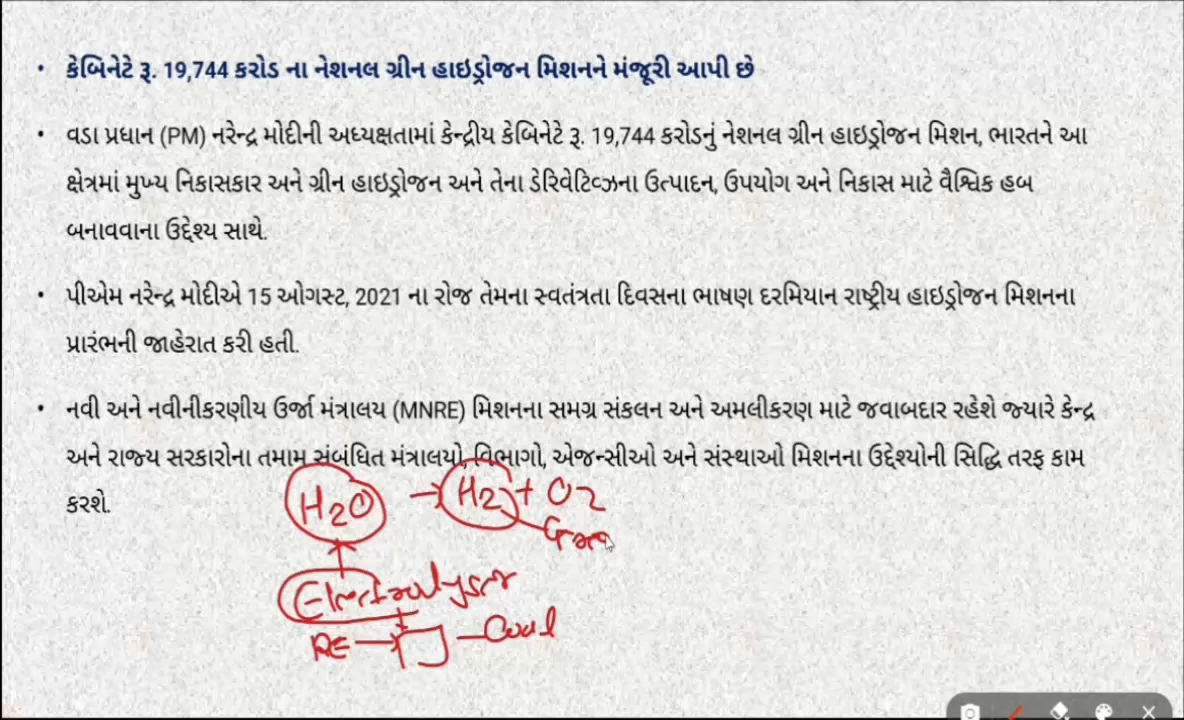 • કેબિનેટે રૂ. 19,744 કરોડ ના નેશનલ ગ્રીન હાઇડ્રોજન મિશનને મંજૂરી આપી છે
• વડા પ્રધાન (PM) નરેન્દ્ર મોદીની અધ્યક્ષતામાં કેન્દ્રીય કેબિનેટે રૂ. 19,744 કરોડનું નેશનલ ગ્રીન હાઇડ્રોજન મિશન, ભારતને આ
ક્ષેત્રમાં મુખ્ય નિકાસકાર અને ગ્રીન હાઇડ્રોજન અને તેના ડેરિવેટિવ્ઝના ઉત્પાદન, ઉપયોગ અને નિકાસ માટે વૈશ્વિક હબ
બનાવવાના ઉદ્દેશ્ય સાથે.
• પીએમ નરેન્દ્ર મોદીએ 15 ઓગસ્ટ, 2021 ના રોજ તેમના સ્વતંત્રતા દિવસના ભાષણ દરમિયાન રાષ્ટ્રીય હાઇડ્રોજન મિશનના
પ્રારંભની જાહેરાત કરી હતી.
• નવી અને નવીનીકરણીય ઉર્જા મંત્રાલય (MNRE) મિશનના સમગ્ર સંકલન અને અમલીકરણ માટે જવાબદાર રહેશે જ્યારે કેન્દ્ર
અને રાજ્ય સરકારોના તમામ સંબંધિત મંત્રાલયો, વિભાગો, એજન્સીઓ અને સંસ્થાઓ મિશનના ઉદ્દેશ્યોની સિદ્ધિ તરફ કામ
કરશે.
H2O → H2 + O2
Electrolyser
RE → Coal